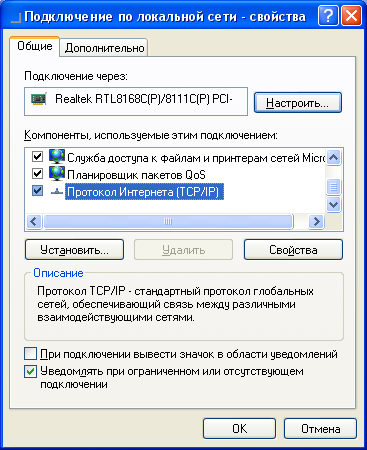 Подключение по локальной сети - свойства
Общие
Дополнительно
Подключение через:
Realtek RTL8168C(P)/8111C(P) PCI-
Настроить...
Компоненты, используемые этим подключением:
Служба доступа к файлам и принтерам сетей Micro
Планировщик пакетов QoS
Протокол Интернета (TCP/IP)
Установить...
Удалить
Свойства
Описание
Протокол TCP/IP - стандартный протокол глобальных
сетей, обеспечивающий связь между различными
взаимодействующими сетями.
При подключении вывести значок в области уведомлений
Уведомлять при ограниченном или отсутствующем
подключении
OK
Отмена